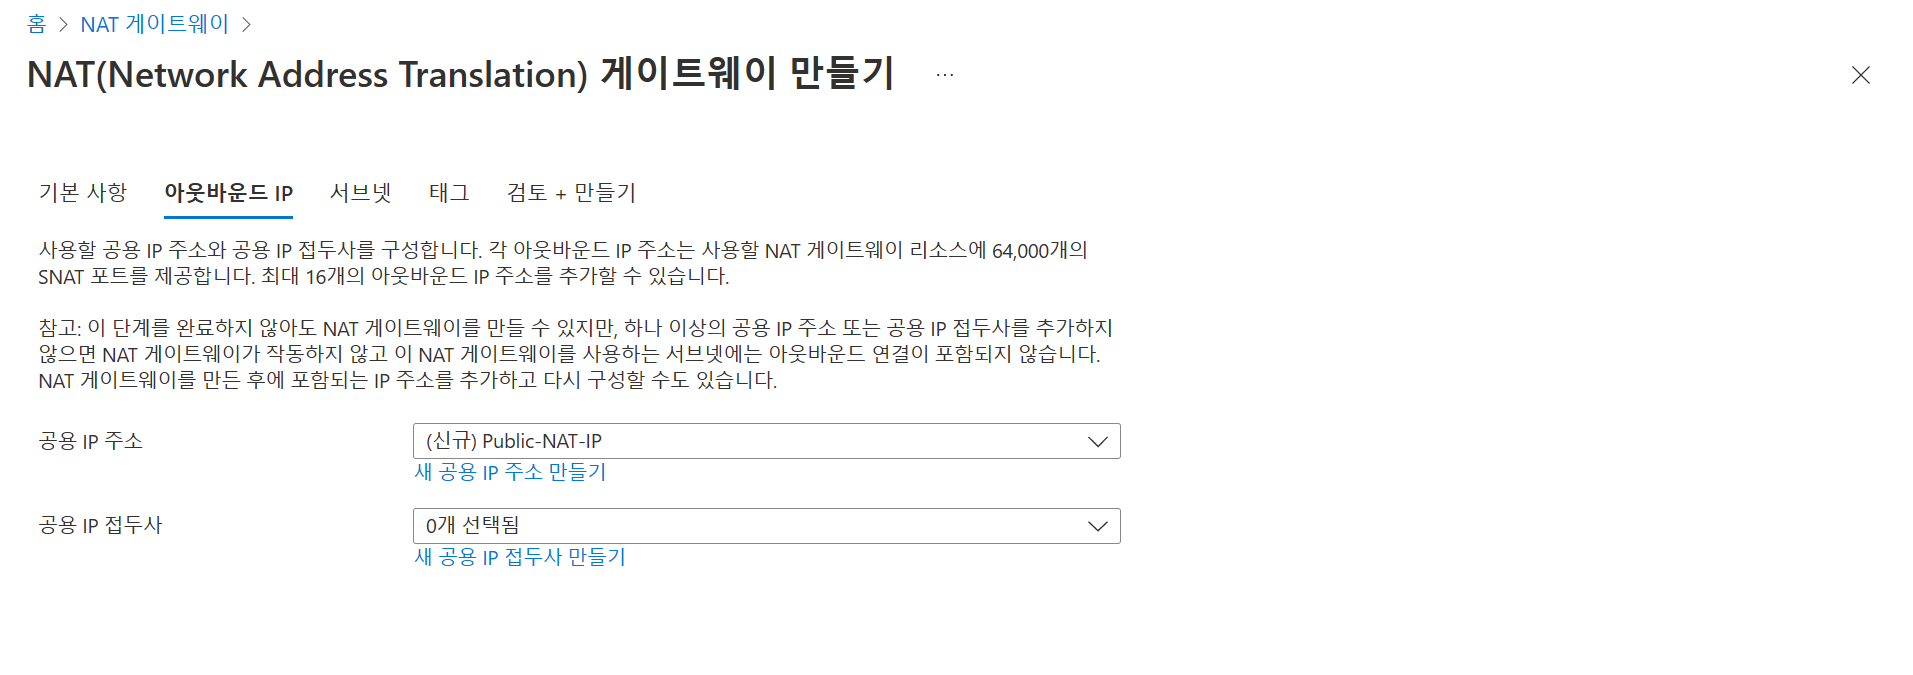 홈 > NAT 게이트웨이 >
NAT(Network Address Translation) 게이트웨이 만들기 ...
기본 사항 아웃바운드 IP 서브넷 태그 검토 + 만들기
사용할 공용 IP 주소와 공용 IP 접두사를 구성합니다. 각 아웃바운드 IP 주소는 사용할 NAT 게이트웨이 리소스에 64,000개의
SNAT 포트를 제공합니다. 최대 16개의 아웃바운드 IP 주소를 추가할 수 있습니다.
참고: 이 단계를 완료하지 않아도 NAT 게이트웨이를 만들 수 있지만, 하나 이상의 공용 IP 주소 또는 공용 IP 접두사를 추가하지
않으면 NAT 게이트웨이가 작동하지 않고 이 NAT 게이트웨이를 사용하는 서브넷에는 아웃바운드 연결이 포함되지 않습니다.
NAT 게이트웨이를 만든 후에 포함되는 IP 주소를 추가하고 다시 구성할 수도 있습니다.
공용 IP 주소 (신규) Public-NAT-IP
새 공용 IP 주소 만들기
공용 IP 접두사 0개 선택됨
새 공용 IP 접두사 만들기